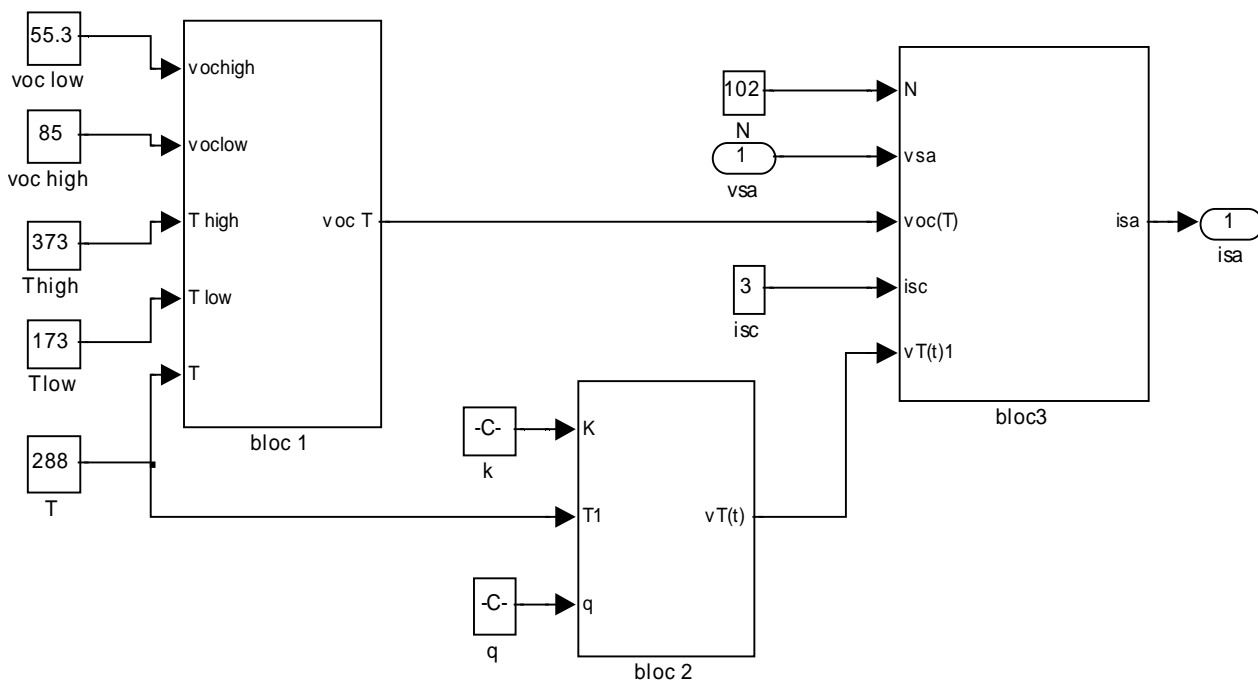 55.3
voc low
85
voc high
373
Thigh
173
Tlow
288
T
vochigh
voclow
T high
T low
T
voc T
bloc 1
-C-
k
-C-
q
K
T1
q
vT(t)
bloc 2
102
N
1
vsa
3
isc
N
vsa
voc(T)
isc
vT(t)1
isa
bloc3
1
isa